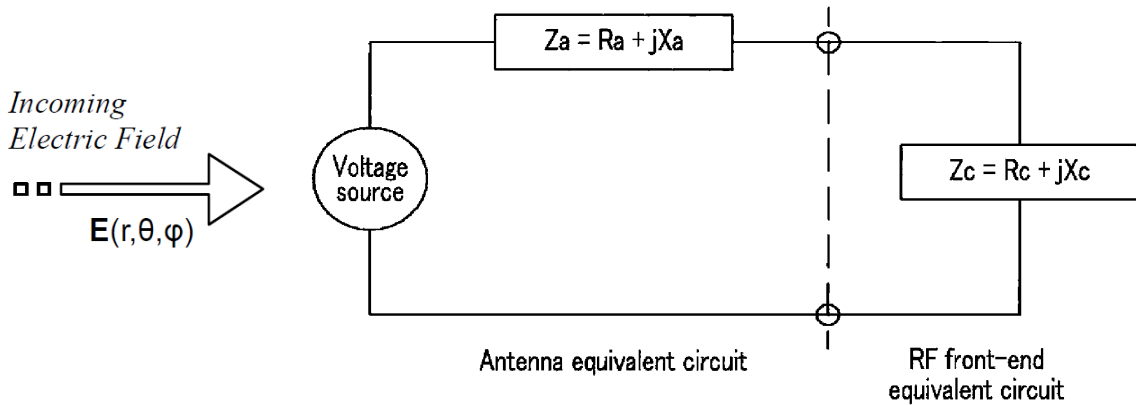 Za = Ra + jXa
Incoming
Electric Field
Voltage
source
Zc = Rc + jXc
E(r,θ,φ)
Antenna equivalent circuit
RF front-end
equivalent circuit